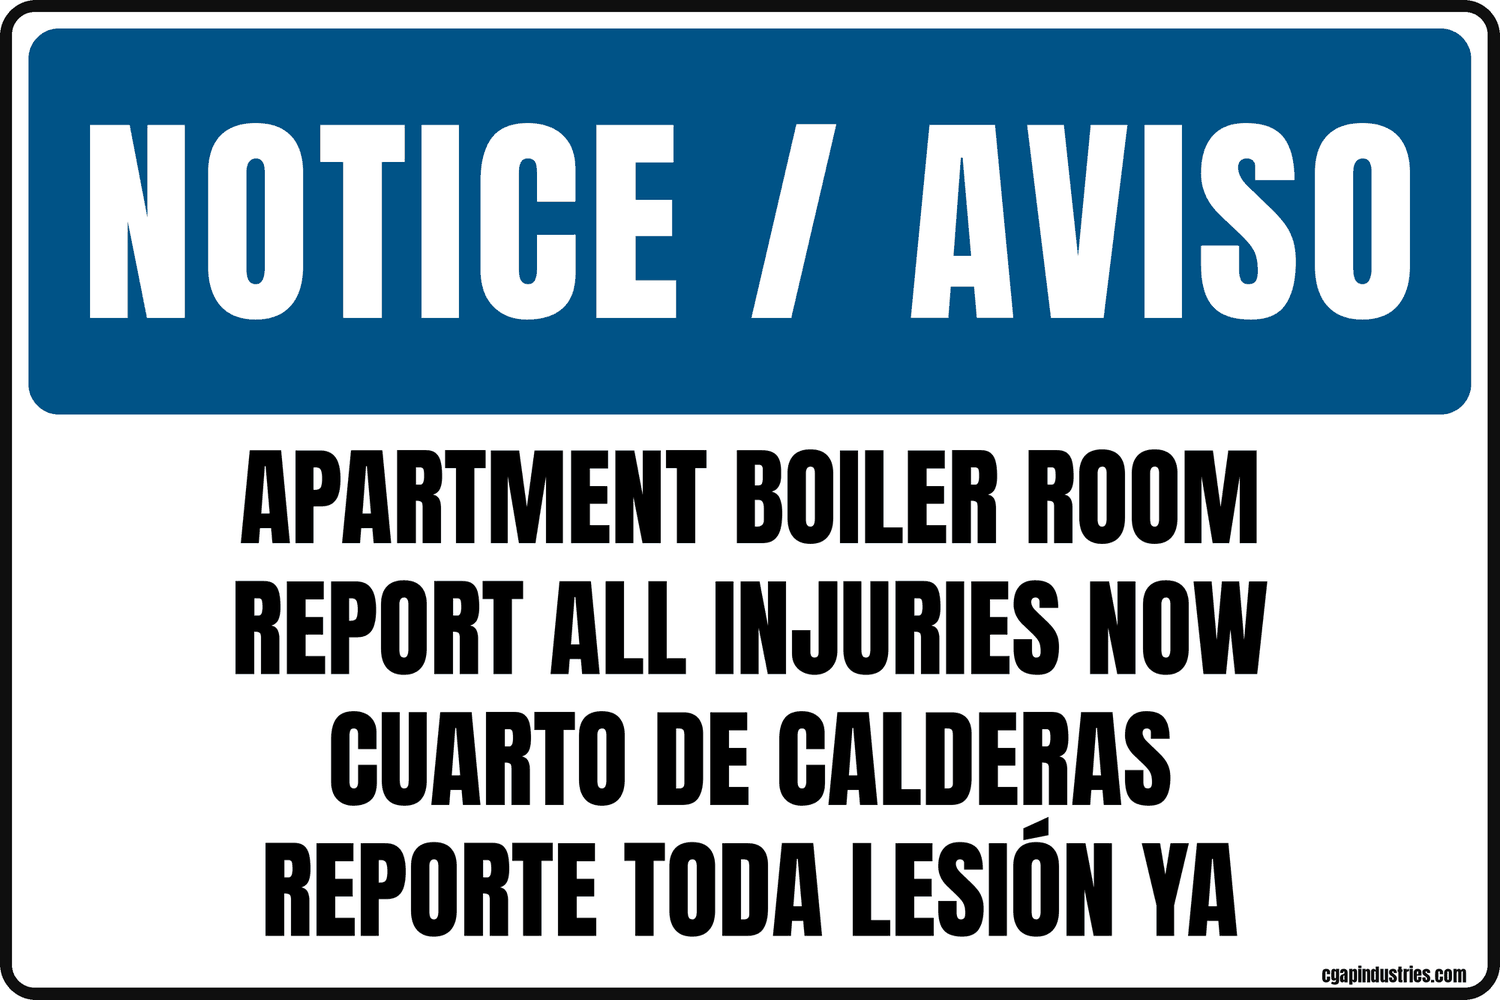 NOTICE / AVISO
APARTMENT BOILER ROOM
REPORT ALL INJURIES NOW
CUARTO DE CALDERAS
REPORTE TODA LESIÓN YA
cgapindustries.com